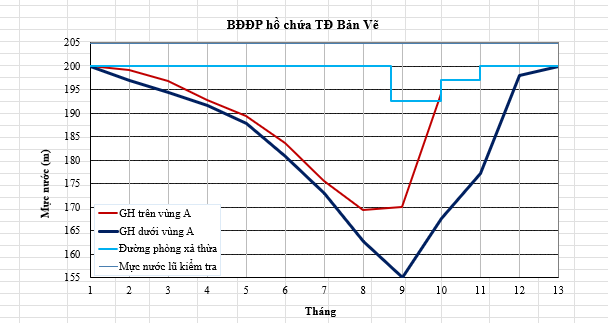 BĐĐP hồ chứa TĐ Bản Vẽ
205
200
195
190
185
180
175
170
165
160
155
Mực nước (m)
GH trên vùng A
GH dưới vùng A
Đường phòng xả thừa
Mực nước lũ kiểm tra
1 2 3 4 5 6 7 8 9 10 11 12 13
Tháng